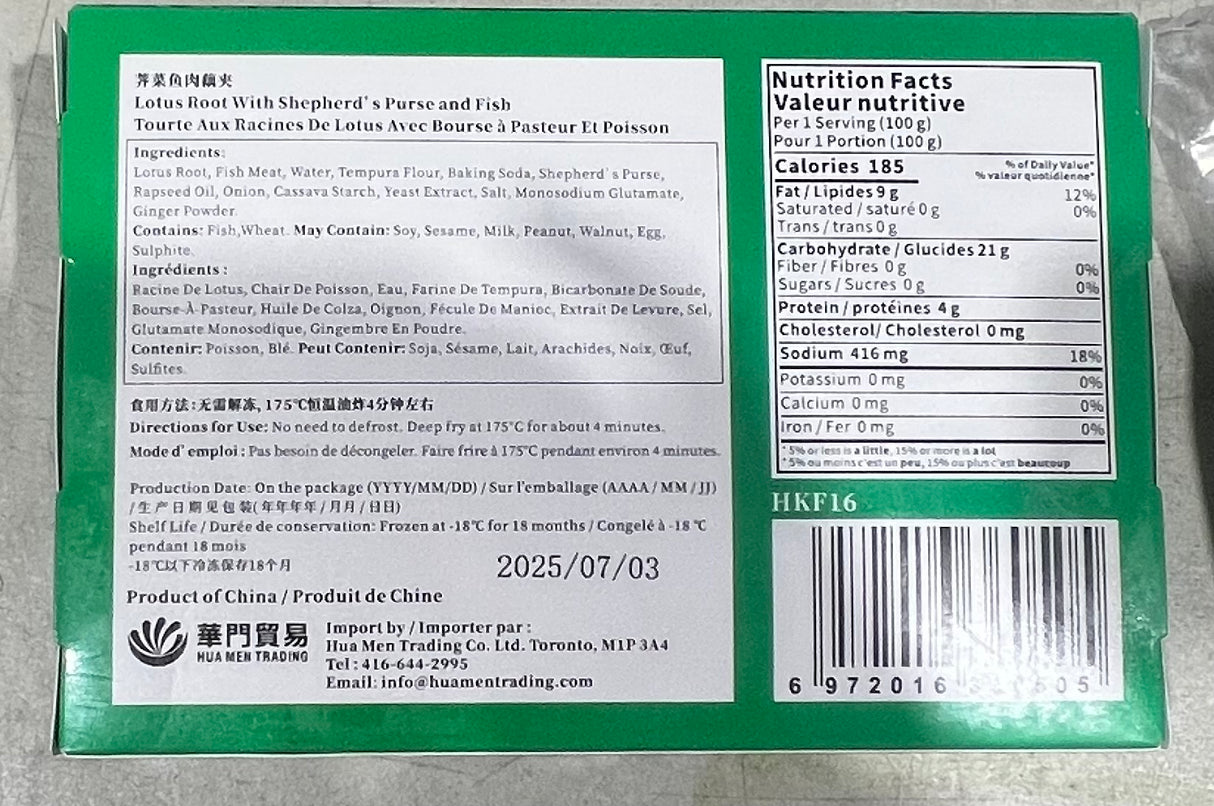 荠菜鱼肉藕夹
Lotus Root With Shepherd's Purse and Fish
Tourte Aux Racines De Lotus Avec Bourse à Pasteur Et Poisson
Ingredients:
Lotus Root, Fish Meat, Water, Tempura Flour, Baking Soda, Shepherd's Purse,
Rapseed Oil, Onion, Cassava Starch, Yeast Extract, Salt, Monosodium Glutamate,
Ginger Powder.
Contains: Fish,Wheat. May Contain: Soy, Sesame, Milk, Peanut, Walnut, Egg,
Sulphite.
Ingrédients :
Racine De Lotus, Chair De Poisson, Eau, Farine De Tempura, Bicarbonate De Soude,
Bourse-À-Pasteur, Huile De Colza, Oignon, Fécule De Manioc, Extrait De Levure, Sel,
Glutamate Monosodique, Gingembre En Poudre.
Contenir: Poisson, Blé. Peut Contenir: Soja, Sésame, Lait, Arachides, Noix, Œuf,
Sulfites.
食用方法:无需解冻, 175℃恒温油炸4分钟左右
Directions for Use: No need to defrost. Deep fry at 175℃ for about 4 minutes.
Mode d'emploi : Pas besoin de décongeler. Faire frire à 175℃ pendant environ 4 minutes.
Production Date: On the package (YYYY/MM/DD) / Sur l'emballage (AAAA / MM / JJ)
/生产日期见包装(年年年年/月月/日日)
Shelf Life / Durée de conservation: Frozen at -18℃ for 18 months / Congelé à -18 ℃
pendant 18 mois
-18℃以下冷冻保存18个月
2025/07/03
Product of China / Produit de Chine
華門貿易
HUA MEN TRADING
Import by / Importer par :
Hua Men Trading Co. Ltd. Toronto, M1P 3A4
Tel : 416-644-2995
Email: info@huamentrading.com
Nutrition Facts
Valeur nutritive
Per 1 Serving (100 g)
Pour 1 Portion (100 g)
Calories 185
% of Daily Value*
% valeur quotidienne*
Fat / Lipides 9 g 12%
Saturated / saturé 0 g 0%
Trans / trans 0 g
Carbohydrate / Glucides 21 g
Fiber / Fibres 0 g 0%
Sugars / Sucres 0 g 0%
Protein / protéines 4 g
Cholesterol/ Cholesterol 0 mg
Sodium 416 mg 18%
Potassium 0 mg 0%
Calcium 0 mg 0%
Iron / Fer 0 mg 0%
* 5% or less is a little, 15% or more is a lot
* 5% ou moins c'est un peu, 15% ou plus c'est beaucoup
HKF16
6 972016